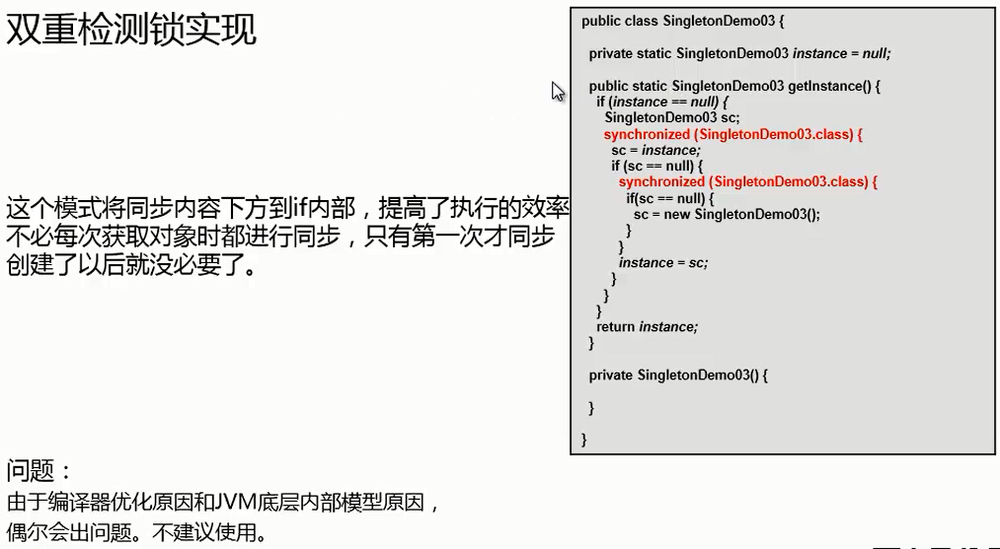 双重检测锁实现
这个模式将同步内容下方到if内部，提高了执行的效率
不必每次获取对象时都进行同步，只有第一次才同步
创建了以后就没必要了。
问题：
由于编译器优化原因和JVM底层内部模型原因，
偶尔会出问题。不建议使用。
public class SingletonDemo03 {
private static SingletonDemo03 instance = null;
public static SingletonDemo03 getInstance() {
if (instance == null) {
SingletonDemo03 sc;
synchronized (SingletonDemo03.class) {
sc = instance;
if (sc == null) {
synchronized (SingletonDemo03.class) {
if(sc == null) {
sc = new SingletonDemo03();
}
}
instance = sc;
}
}
}
return instance;
}
private SingletonDemo03() {
}
}